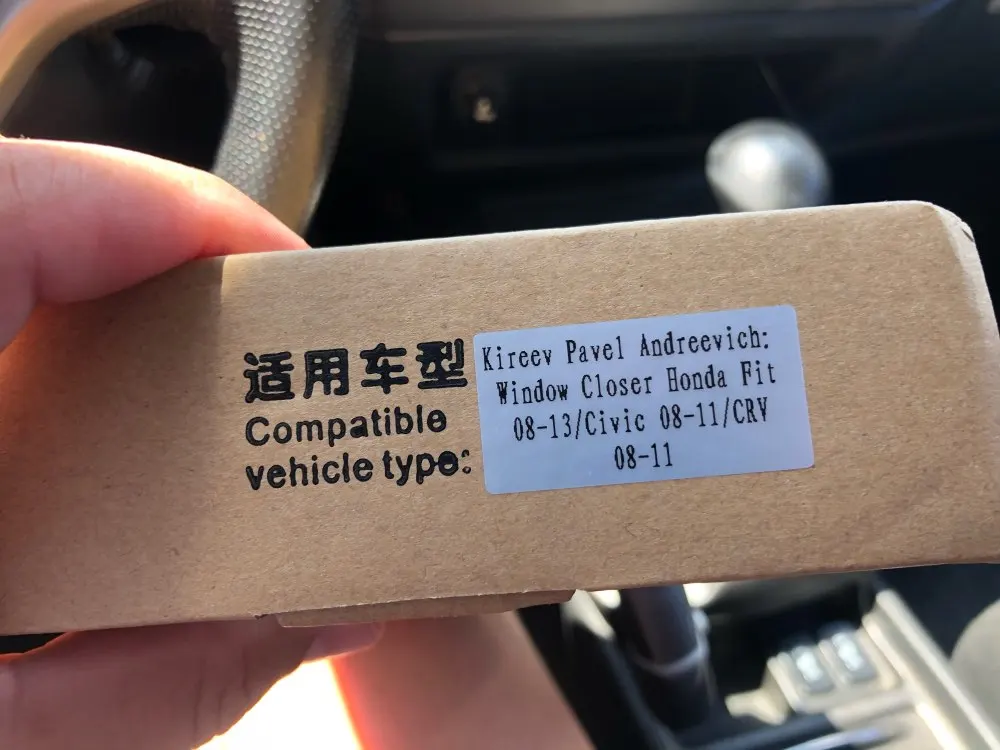 适用车型
Compatible
vehicle type:
Kireev Pavel Andreevich:
Window Closer Honda Fit
08-13/Civic 08-11/CRV
08-11